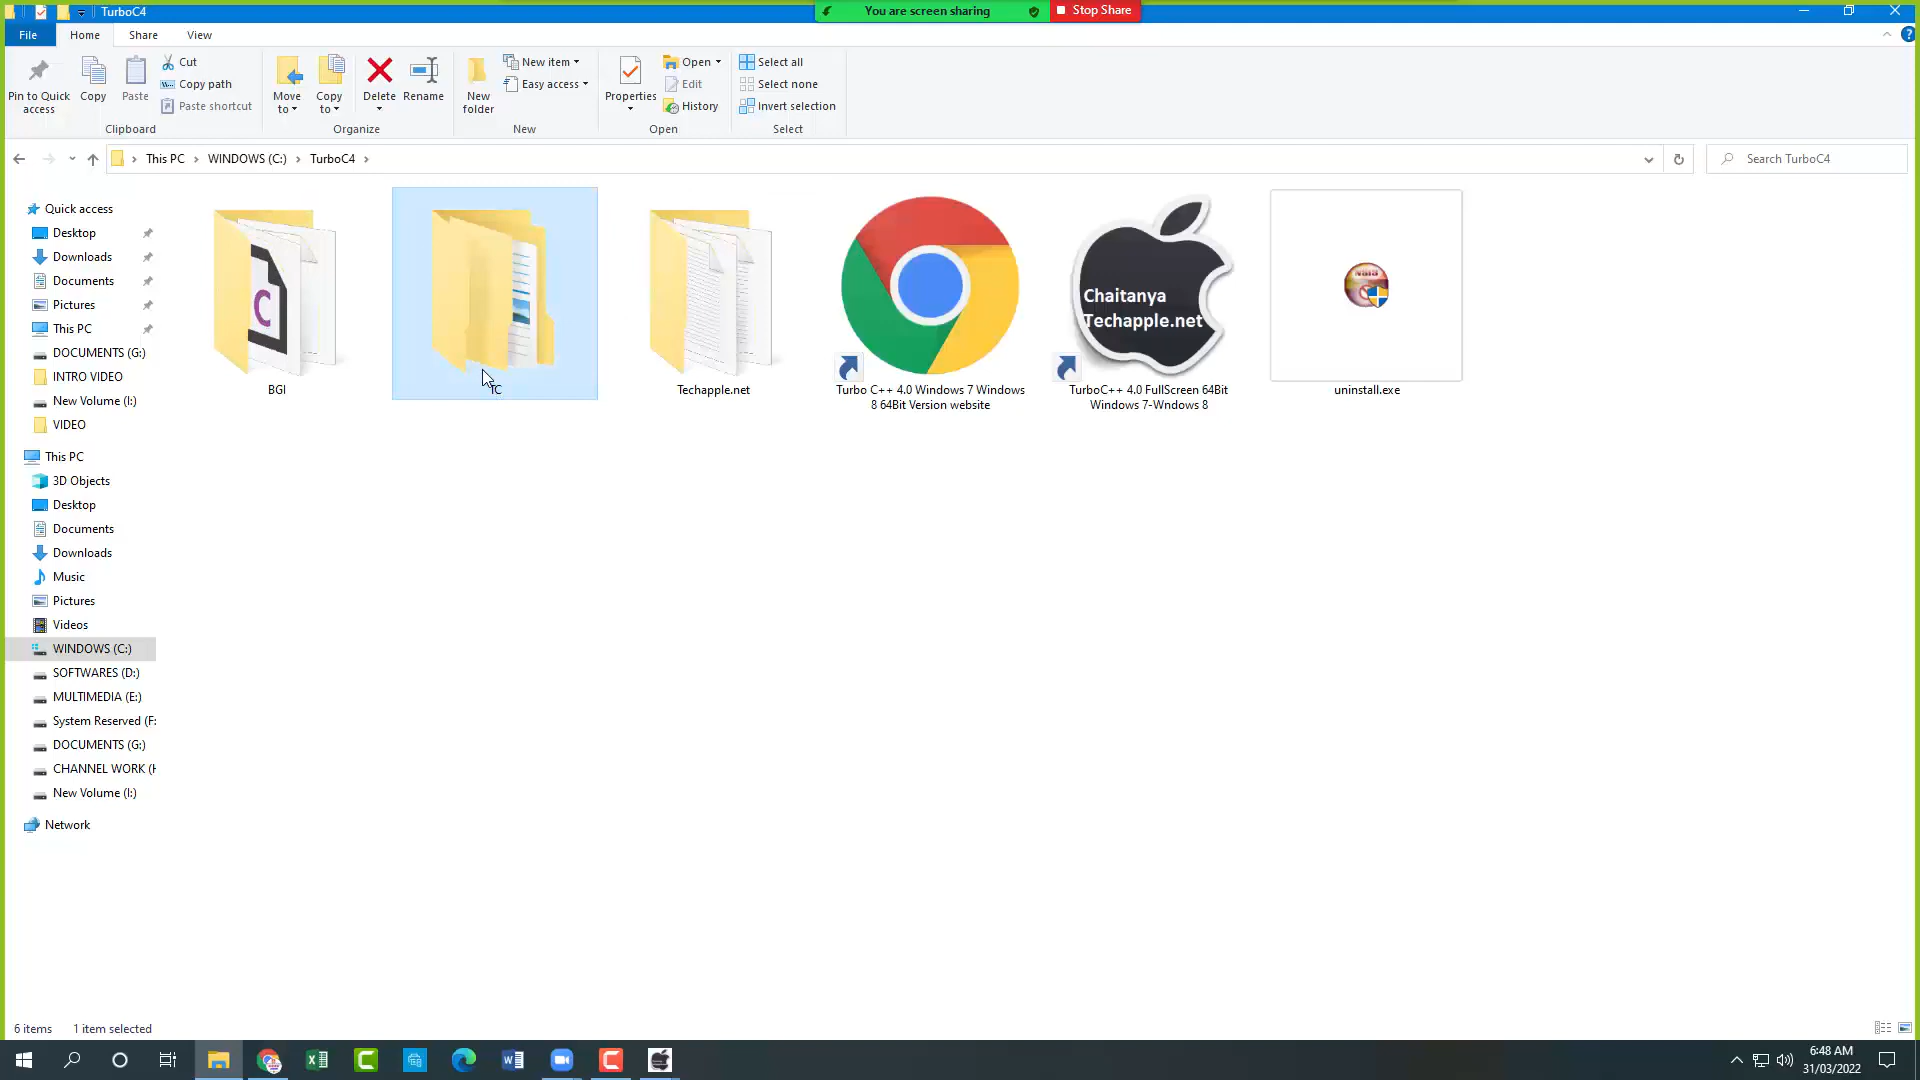 TurboC4
You are screen sharing
Stop Share
File
Home
Share
View
Pin to Quick
access
Copy
Paste
Cut
Copy path
Paste shortcut
Clipboard
Move
to
Copy
to
Delete
Rename
Organize
New
folder
New item
Easy access
New
Properties
Open
Edit
History
Open
Select all
Select none
Invert selection
Select
This PC
WINDOWS (C:)
TurboC4
Search TurboC4
Quick access
Desktop
Downloads
Documents
Pictures
This PC
DOCUMENTS (G:)
INTRO VIDEO
New Volume (I:)
VIDEO
This PC
3D Objects
Desktop
Documents
Downloads
Music
Pictures
Videos
WINDOWS (C:)
SOFTWARES (D:)
MULTIMEDIA (E:)
System Reserved (F:
DOCUMENTS (G:)
CHANNEL WORK (H
New Volume (I:)
Network
C
BGI
TC
Techapple.net
Turbo C++ 4.0 Windows 7 Windows
8 64Bit Version website
Chaitanya
Techapple.net
TurboC++ 4.0 FullScreen 64Bit
Windows 7-Wndows 8
NSIS
uninstall.exe
6 items
1 item selected
6:48 AM
31/03/2022